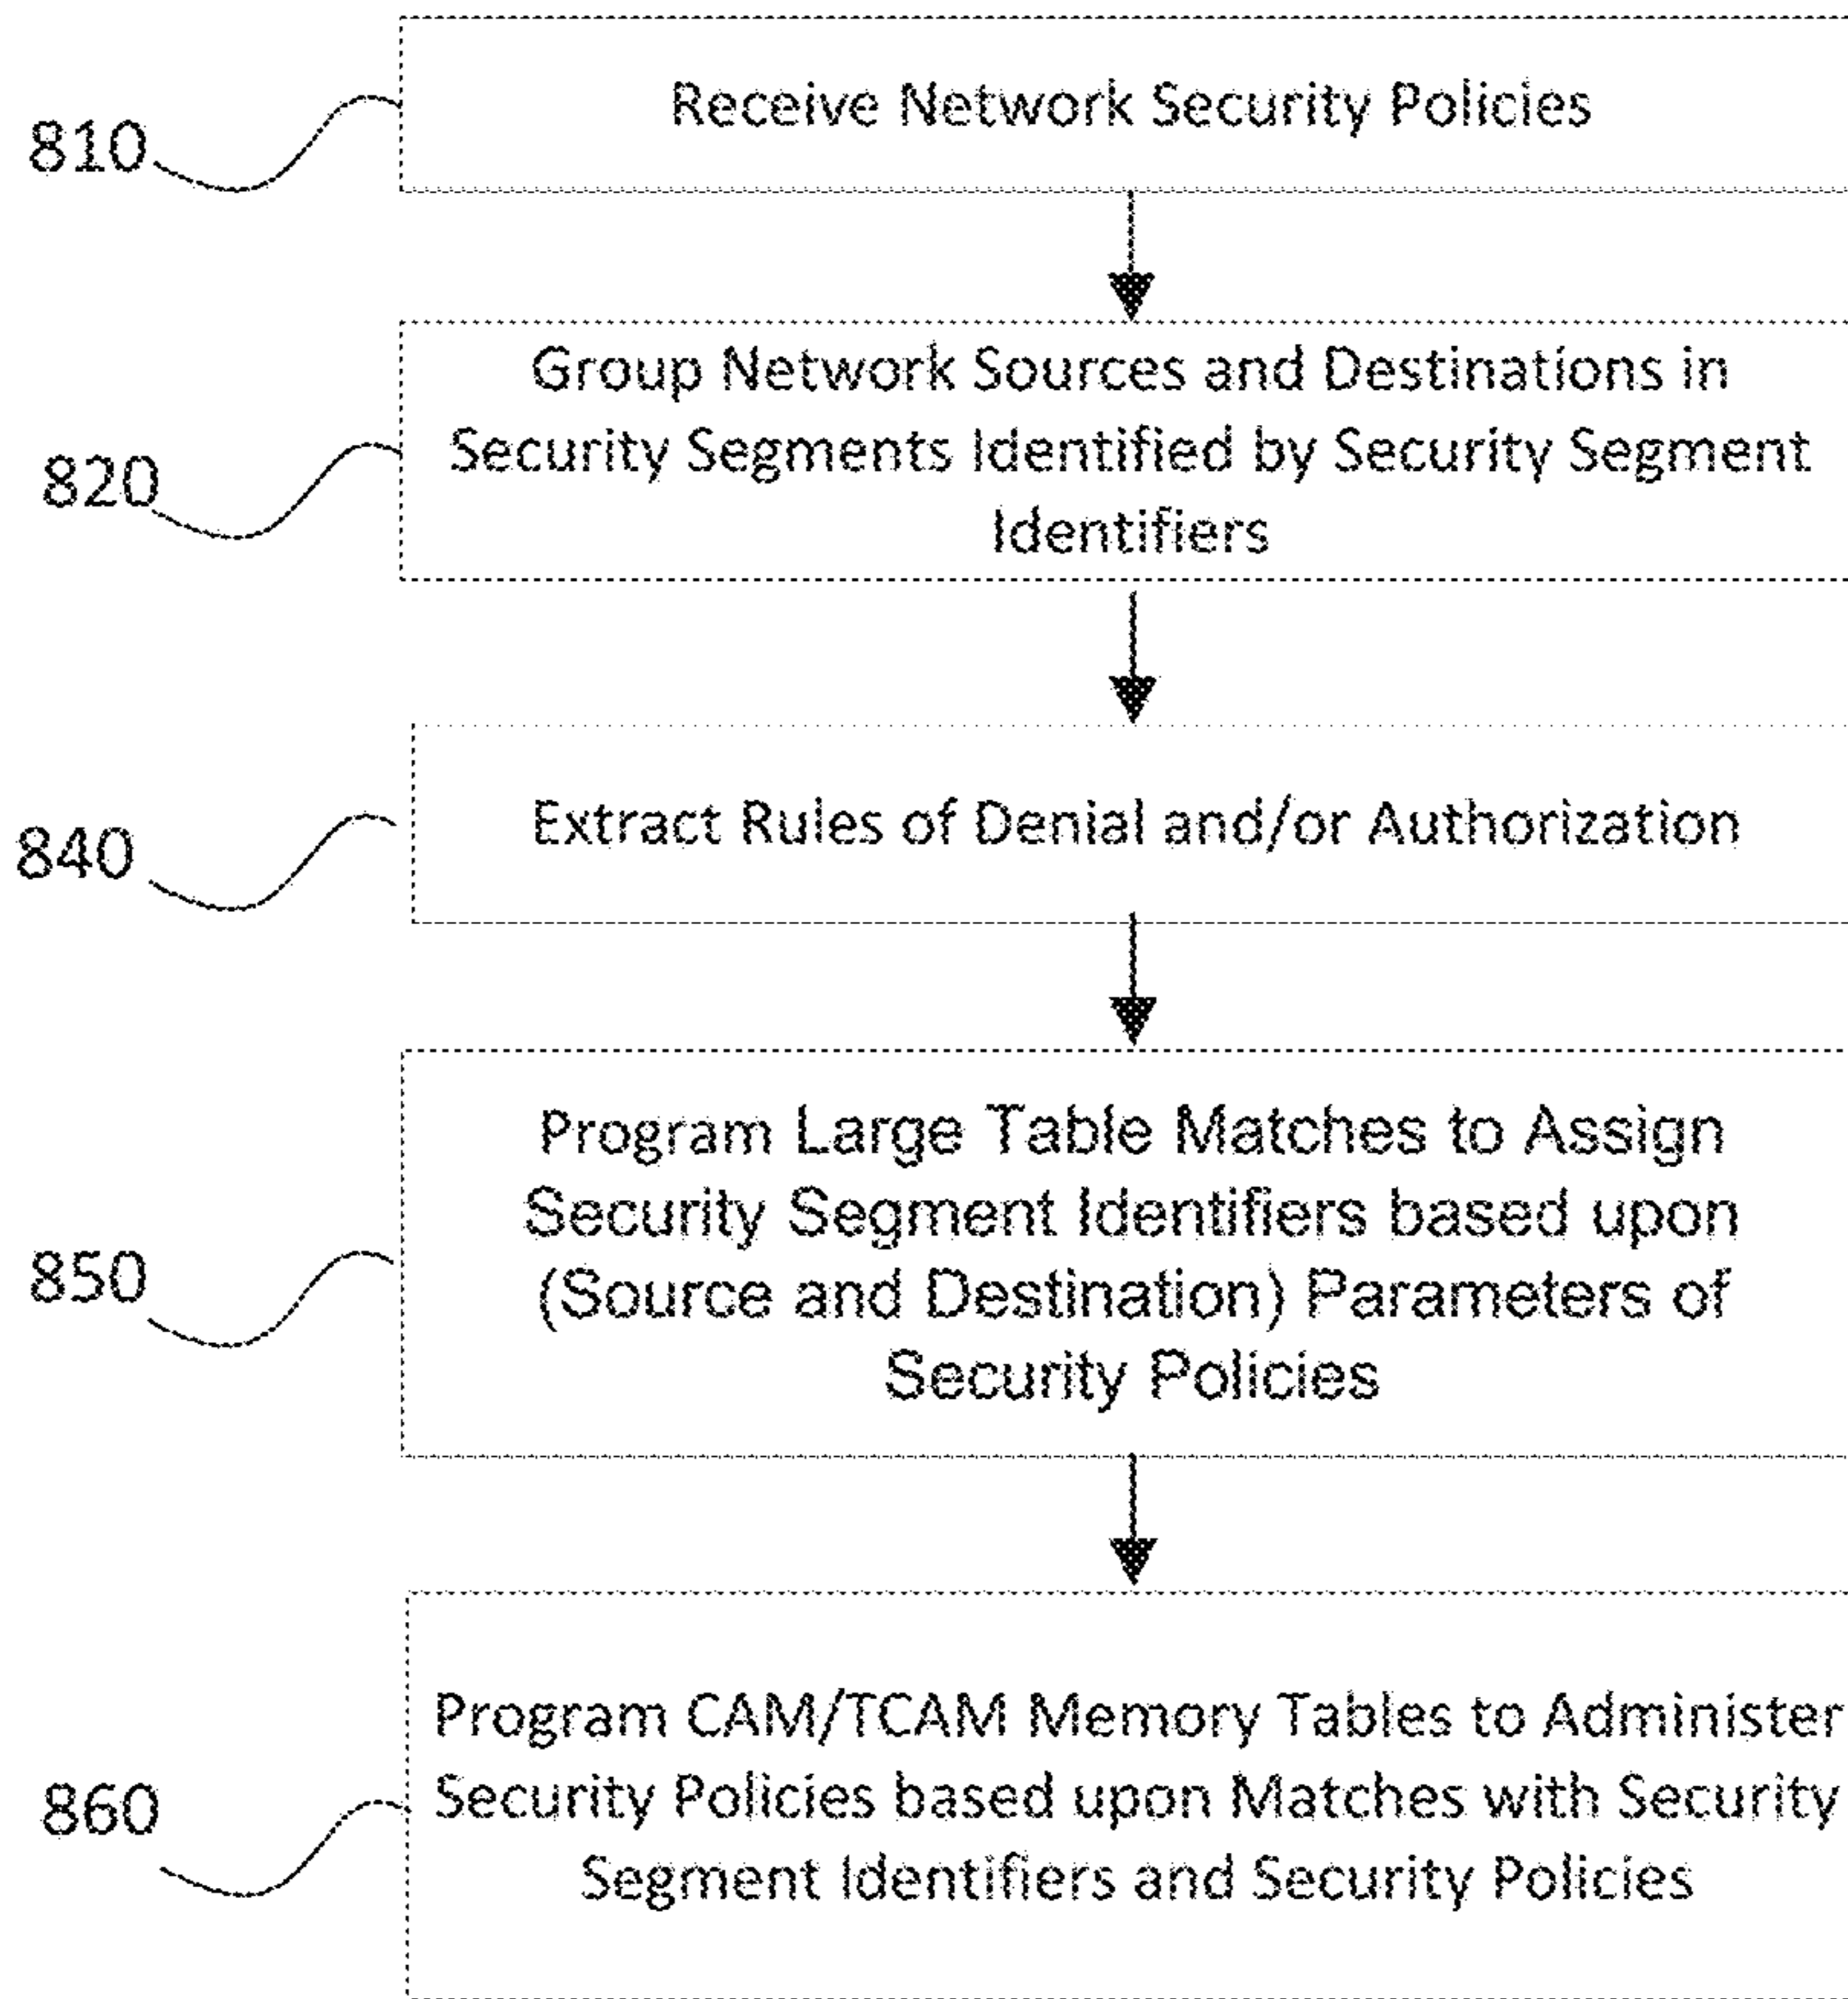 810
Receive Network Security Policies
820
Group Network Sources and Destinations in
Security Segments Identified by Security Segment
Identifiers
840
Extract Rules of Denial and/or Authorization
850
Program Large Table Matches to Assign
Security Segment Identifiers based upon
(Source and Destination) Parameters of
Security Policies
860
Program CAM/TCAM Memory Tables to Administer
Security Policies based upon Matches with Security
Segment Identifiers and Security Policies